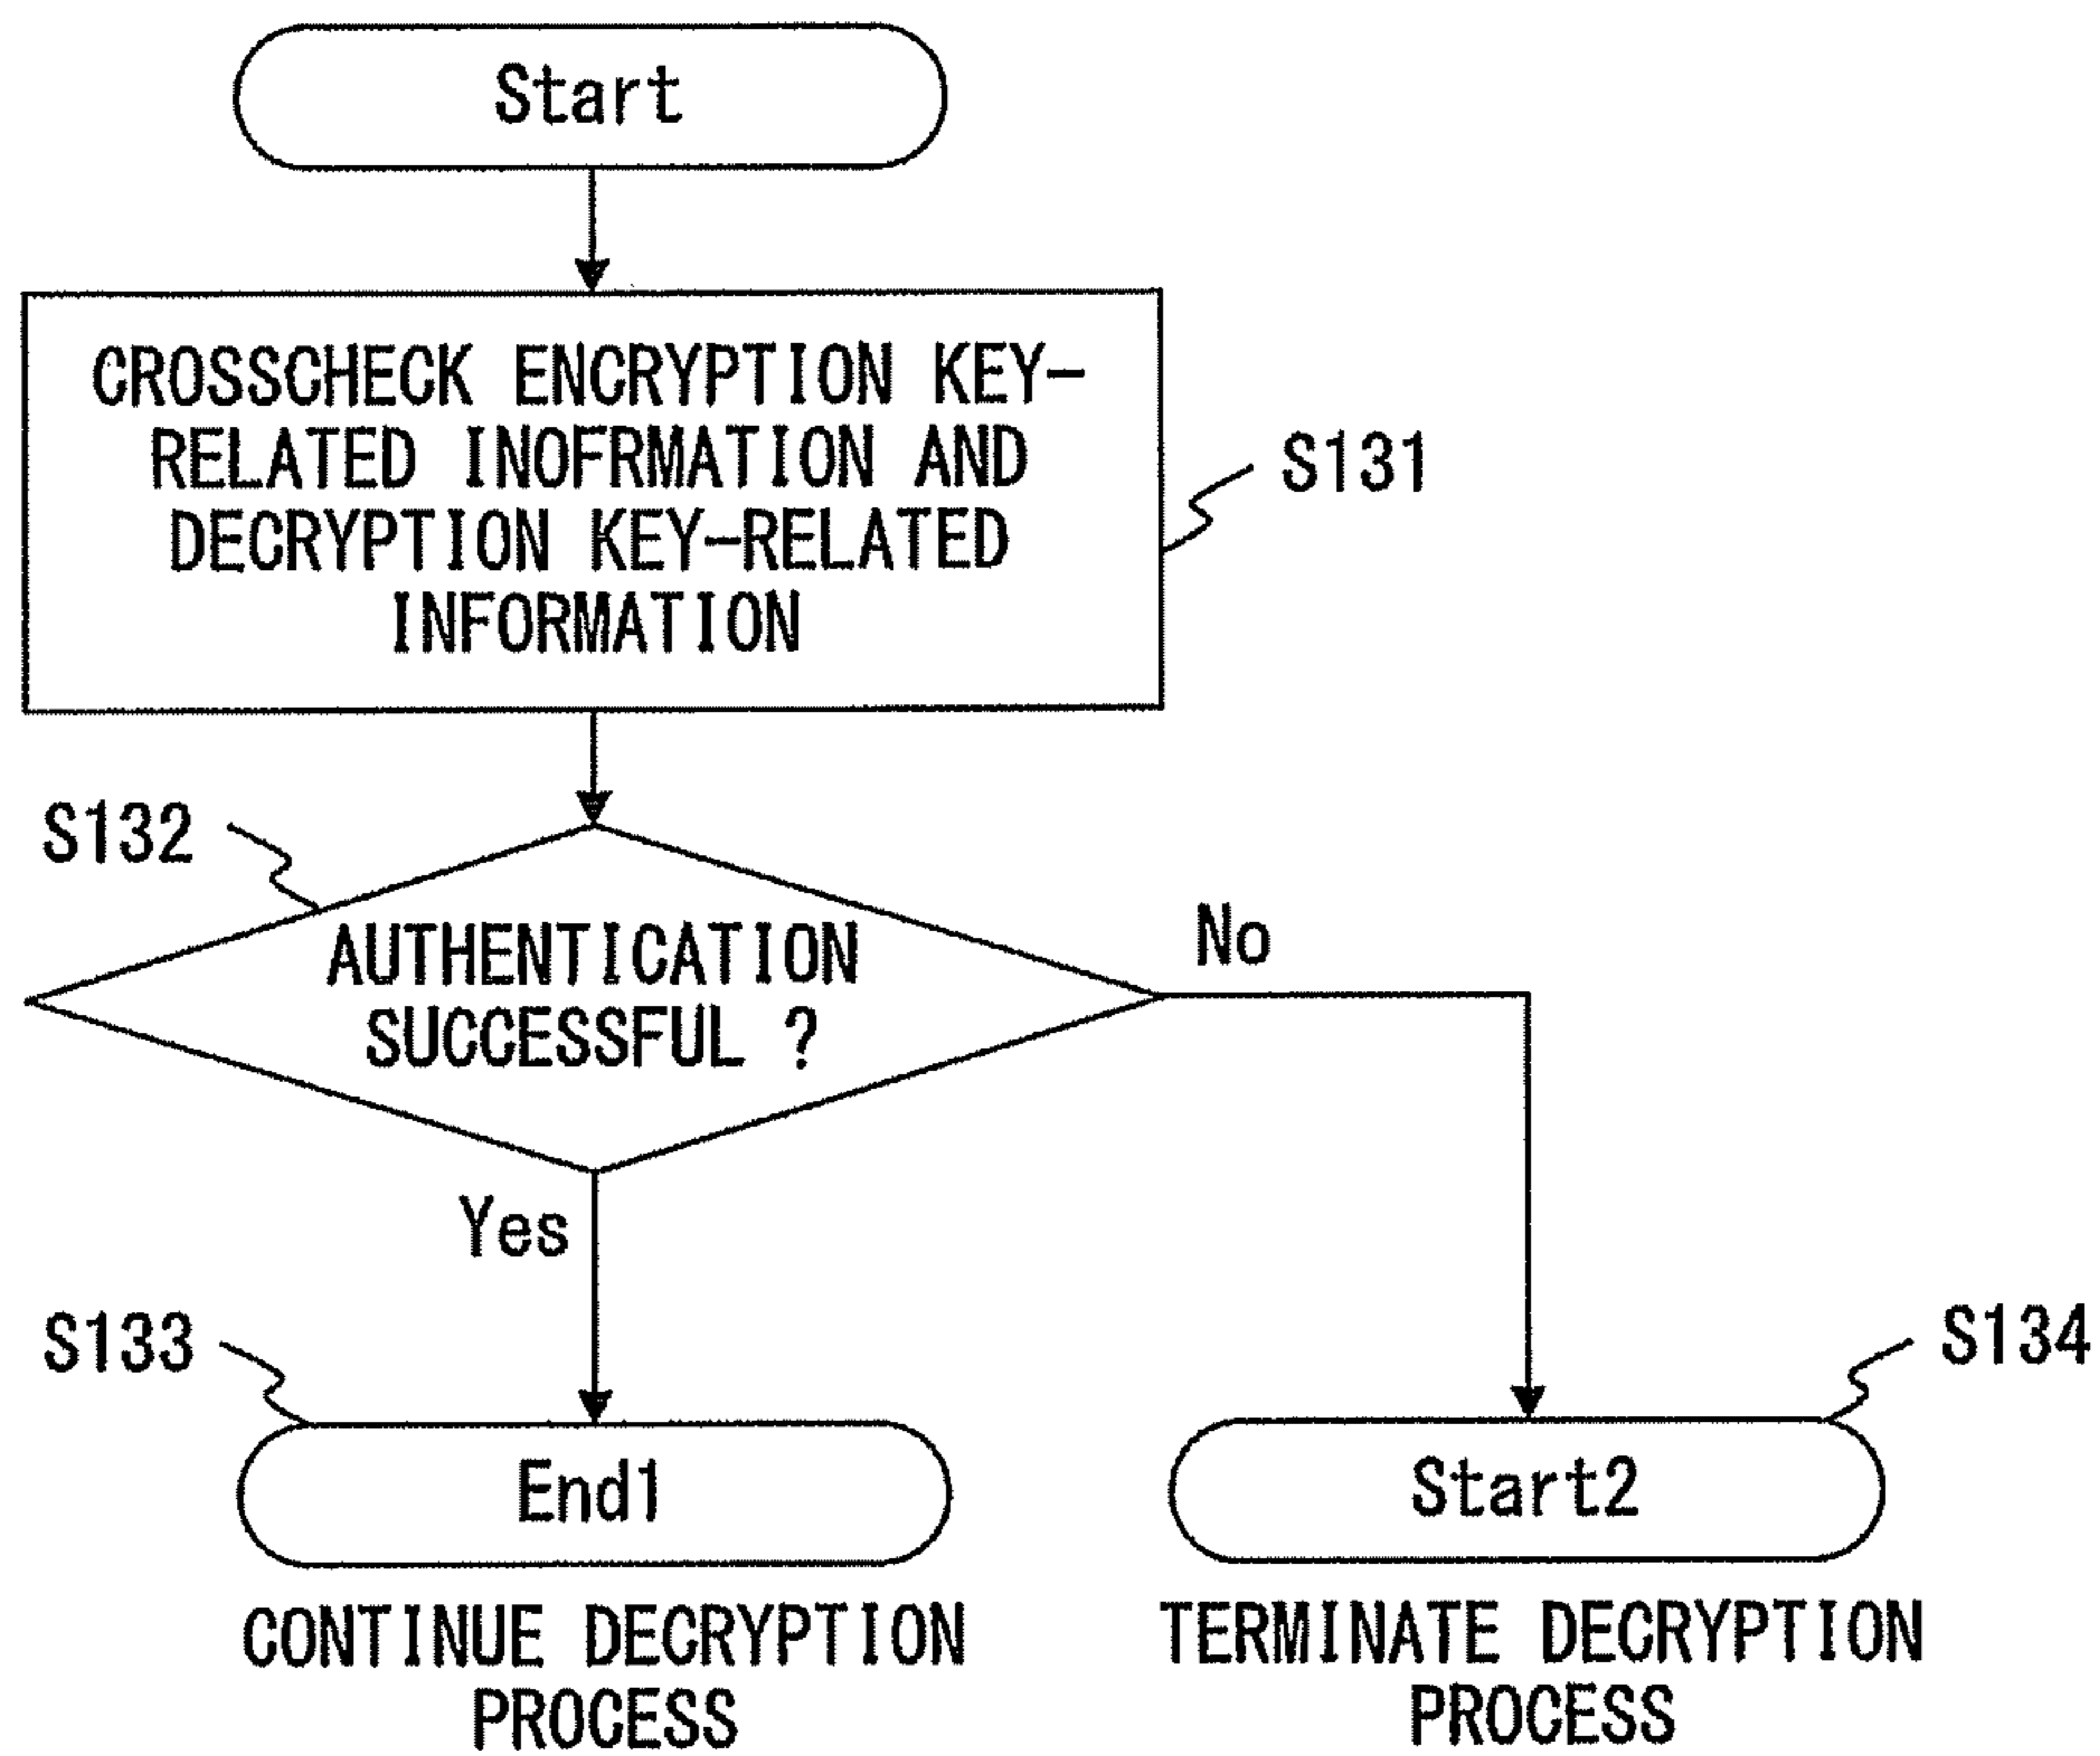 Start
CROSSCHECK ENCRYPTION KEY-
RELATED INOFRMATION AND
DECRYPTION KEY-RELATED
INFORMATION
S131
S132
AUTHENTICATION
SUCCESSFUL ?
No
Yes
S133
End1
CONTINUE DECRYPTION
PROCESS
S134
Start2
TERMINATE DECRYPTION
PROCESS